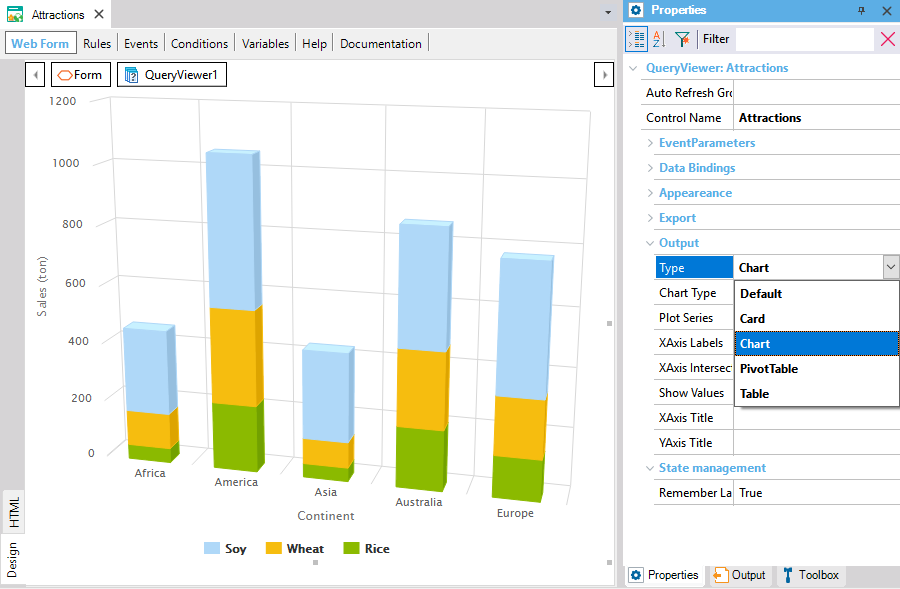 Attractions
Web Form Rules Events Conditions Variables Help Documentation
Form QueryViewer1
1200
1000
800
600
400
200
0
Sales (ton)
Africa America Asia Australia Europe
Continent
Soy Wheat Rice
HTML
Design
Properties
Filter
QueryViewer: Attractions
Auto Refresh Gro
Control Name Attractions
EventParameters
Data Bindings
Appeareance
Export
Output
Type Chart
Chart Type Default
Plot Series Card
XAxis Labels Chart
XAxis Intersec PivotTable
Show Values Table
XAxis Title
YAxis Title
State management
Remember La True
Properties Output Toolbox